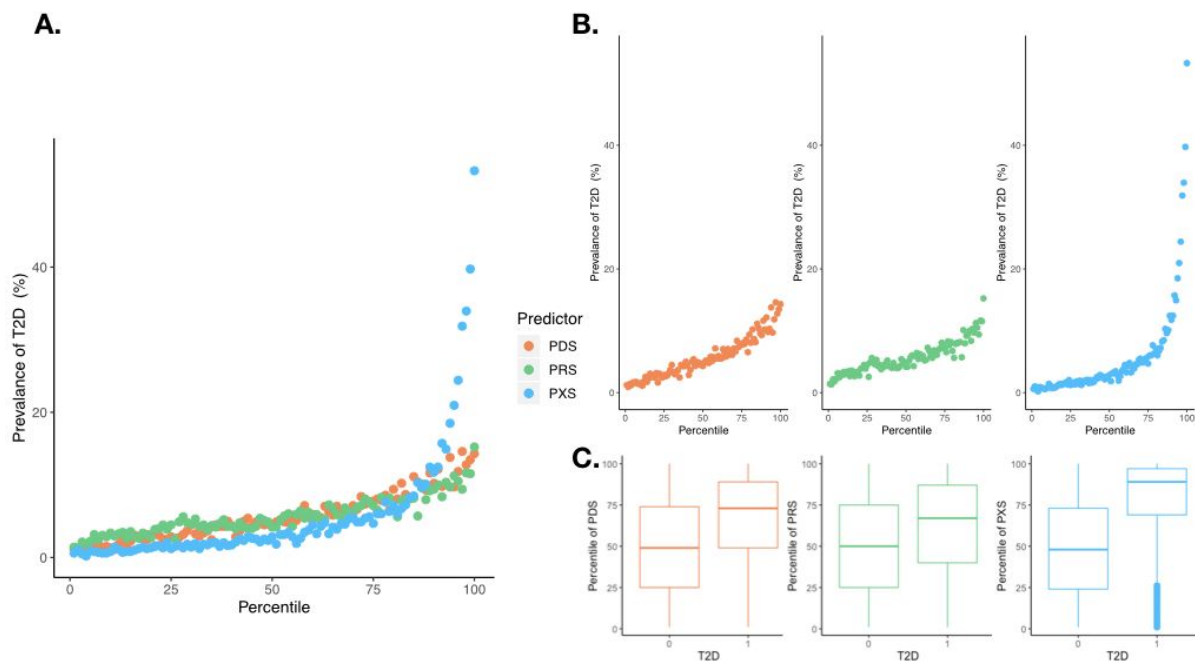 A.
Prevalance of T2D (%)
40
20
0
0
25
50
75
100
Percentile
Predictor
PDS
PRS
PXS
B.
Prevalance of T2D (%)
40
20
0
0
25
50
75
100
Percentile
Prevalance of T2D (%)
40
20
0
0
25
50
75
100
Percentile
Prevalance of T2D (%)
40
20
0
0
25
50
75
100
Percentile
C.
Percentile of PDS
100
75
50
25
0
0
1
T2D
Percentile of PRS
100
75
50
25
0
0
1
T2D
Percentile of PXS
100
75
50
25
0
0
1
T2D